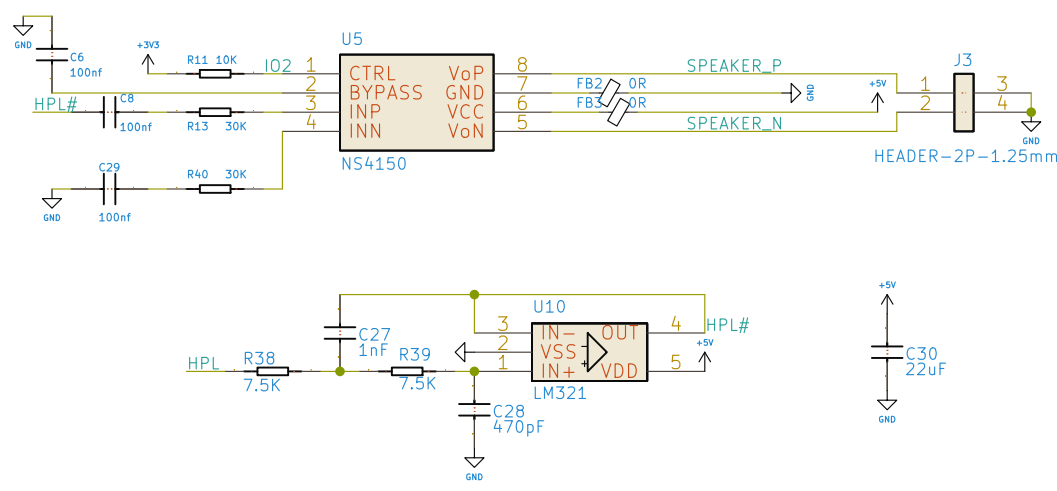 GND
C6
100nf
+3V3
R11 10K
IO2
HPL#
C8
100nf
R13 30K
C29
100nf
R40 30K
GND
U5
1 CTRL VoP 8
2 BYPASS GND 7
3 INP VCC 6
4 INN VoN 5
NS4150
SPEAKER_P
FB2 0R
GND
FB3 0R
+5V
SPEAKER_N
J3
1 3
2 4
GND
HEADER-2P-1.25mm
U10
3 IN- OUT 4
2 VSS
1 IN+ VDD 5
LM321
HPL#
+5V
C27
1nF
HPL
R38
7.5K
R39
7.5K
C28
470pF
GND
+5V
C30
22uF
GND